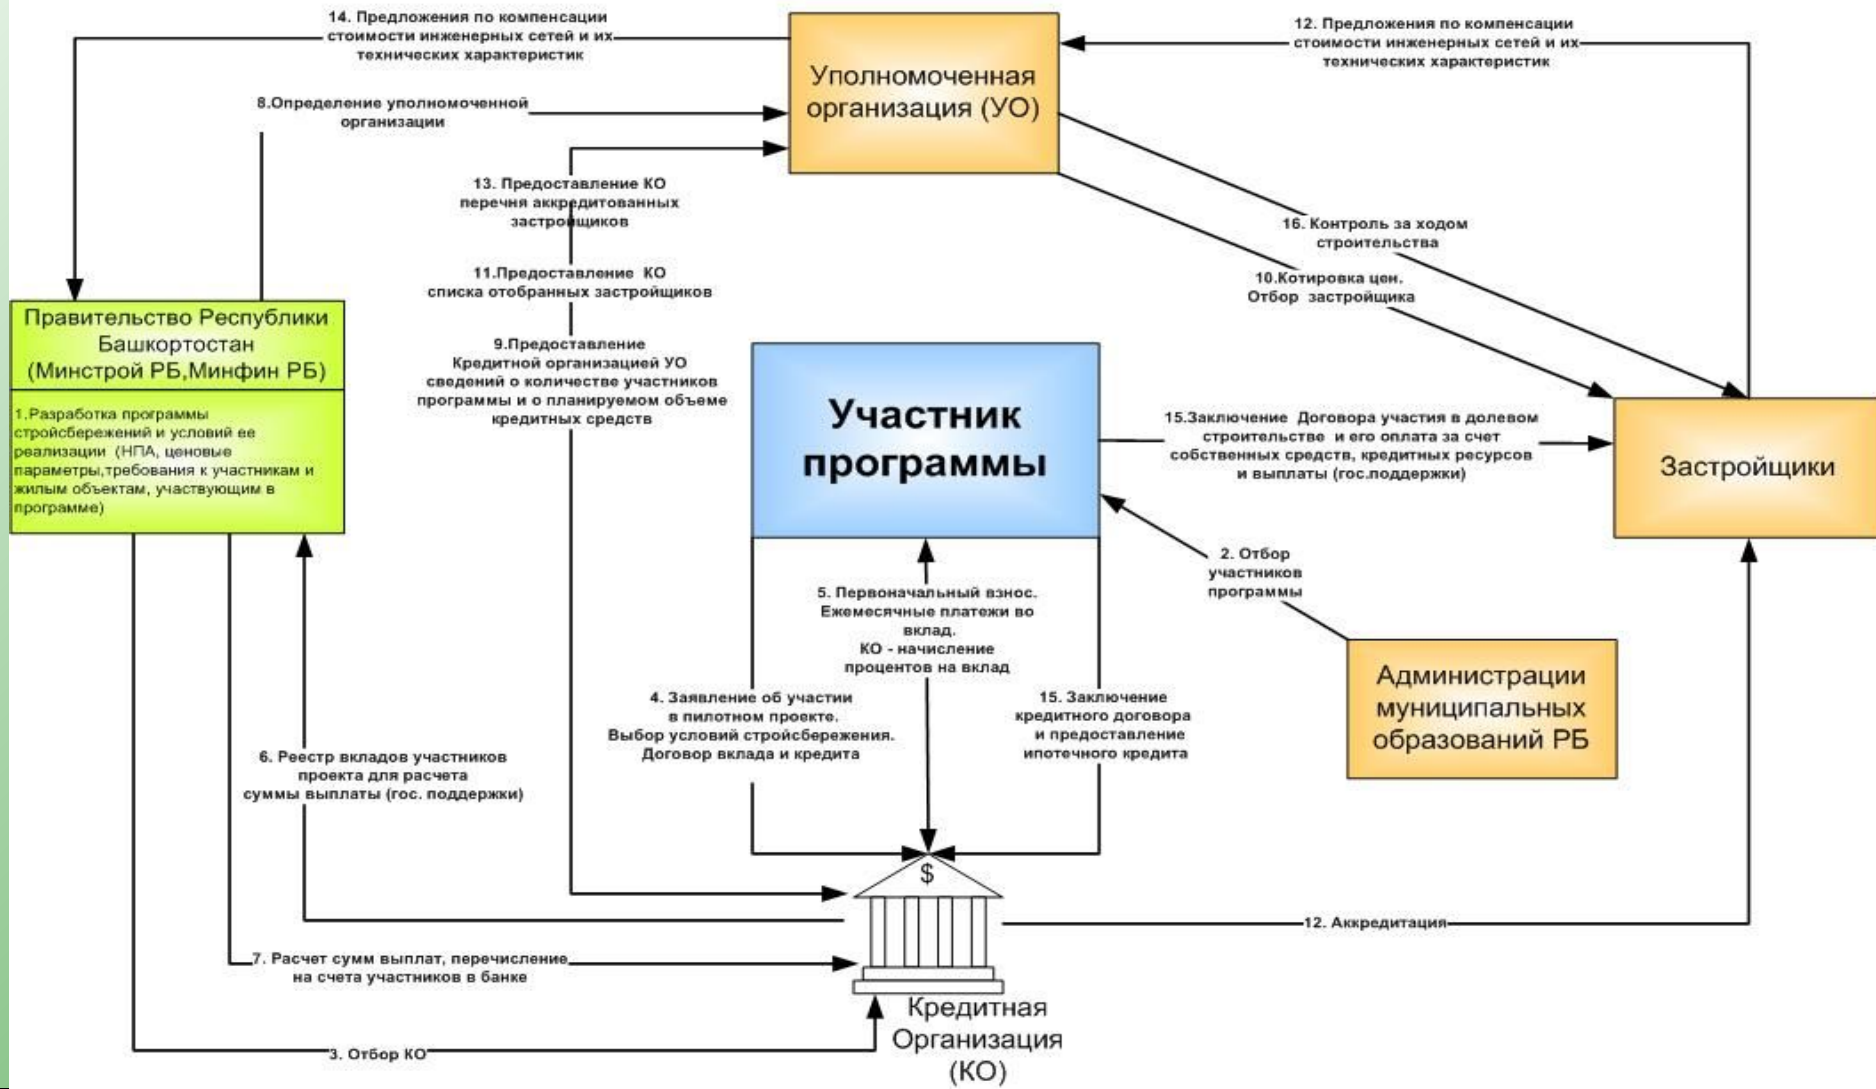 14. Предложения по компенсации
стоимости инженерных сетей и их
технических характеристик
12. Предложения по компенсации
стоимости инженерных сетей и их
технических характеристик
Уполномоченная
организация (УО)
8.Определение уполномоченной
организации
13. Предоставление КО
перечня аккредитованных
застройщиков
16. Контроль за ходом
строительства
11.Предоставление КО
списка отобранных застройщиков
10.Котировка цен.
Отбор застройщика
Правительство Республики
Башкортостан
(Минстрой РБ,Минфин РБ)
1.Разработка программы
стройсбережений и условий ее
реализации (НПА, ценовые
параметры,требования к участникам и
жилым объектам, участвующим в
программе)
9.Предоставление
Кредитной организацией УО
сведений о количестве участников
программы и о планируемом объеме
кредитных средств
Участник
программы
15.Заключение Договора участия в долевом
строительстве и его оплата за счет
собственных средств, кредитных ресурсов
и выплаты (гос.поддержки)
Застройщики
2. Отбор
участников
программы
5. Первоначальный взнос.
Ежемесячные платежи во
вклад.
КО - начисление
процентов на вклад
Администрации
муниципальных
образований РБ
4. Заявление об участии
в пилотном проекте.
Выбор условий стройсбережения.
Договор вклада и кредита
15. Заключение
кредитного договора
и предоставление
ипотечного кредита
6. Реестр вкладов участников
проекта для расчета
суммы выплаты (гос. поддержки)
$
12. Аккредитация
7. Расчет сумм выплат, перечисление
на счета участников в банке
Кредитная
Организация
(КО)
3. Отбор КО